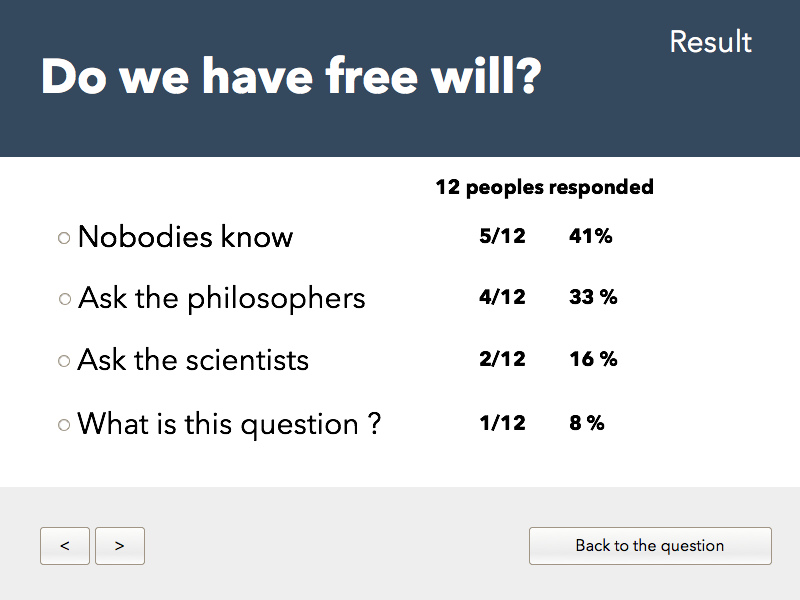 Result
Do we have free will?
12 peoples responded
Nobodies know 5/12 41%
Ask the philosophers 4/12 33 %
Ask the scientists 2/12 16 %
What is this question ? 1/12 8 %
< > Back to the question